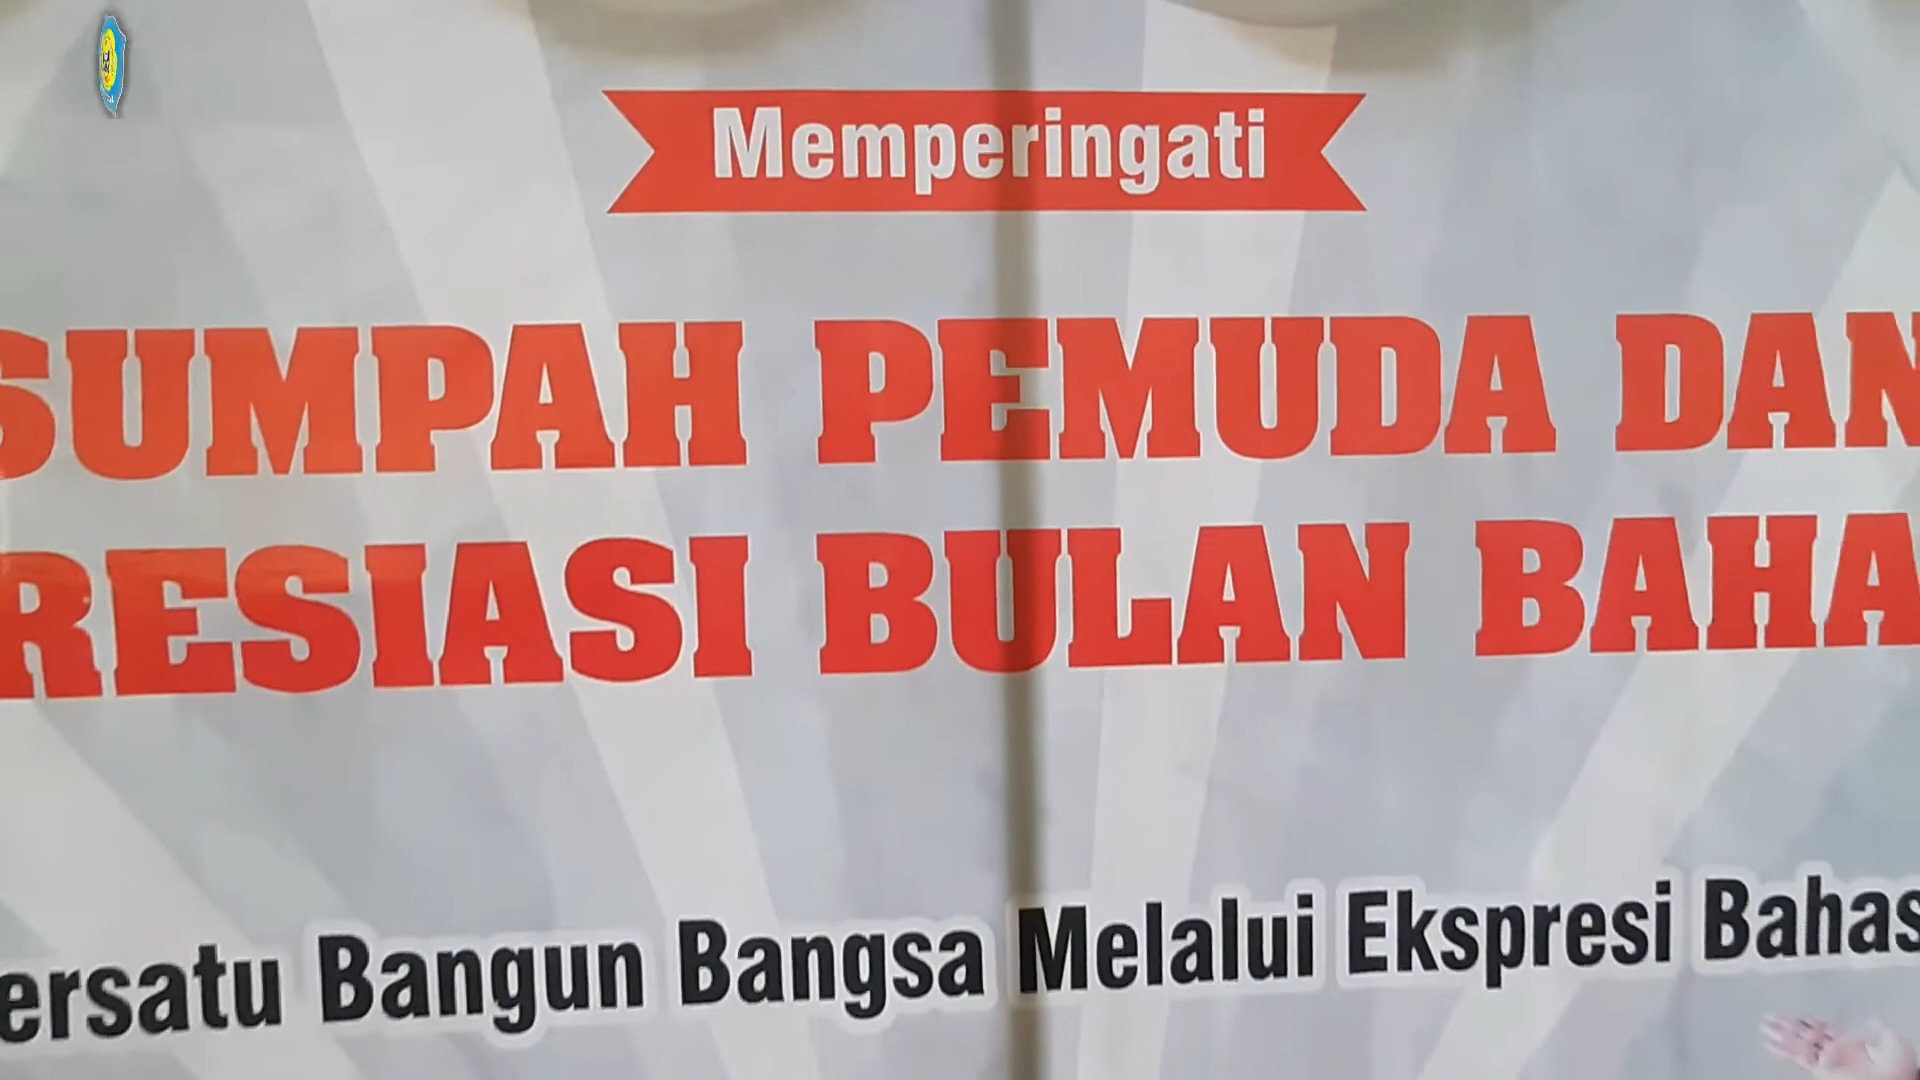 Memperingati
SUMPAH PEMUDA DAN
RESIASI BULAN BAHA
ersatu Bangun Bangsa Melalui Ekspresi Bahas